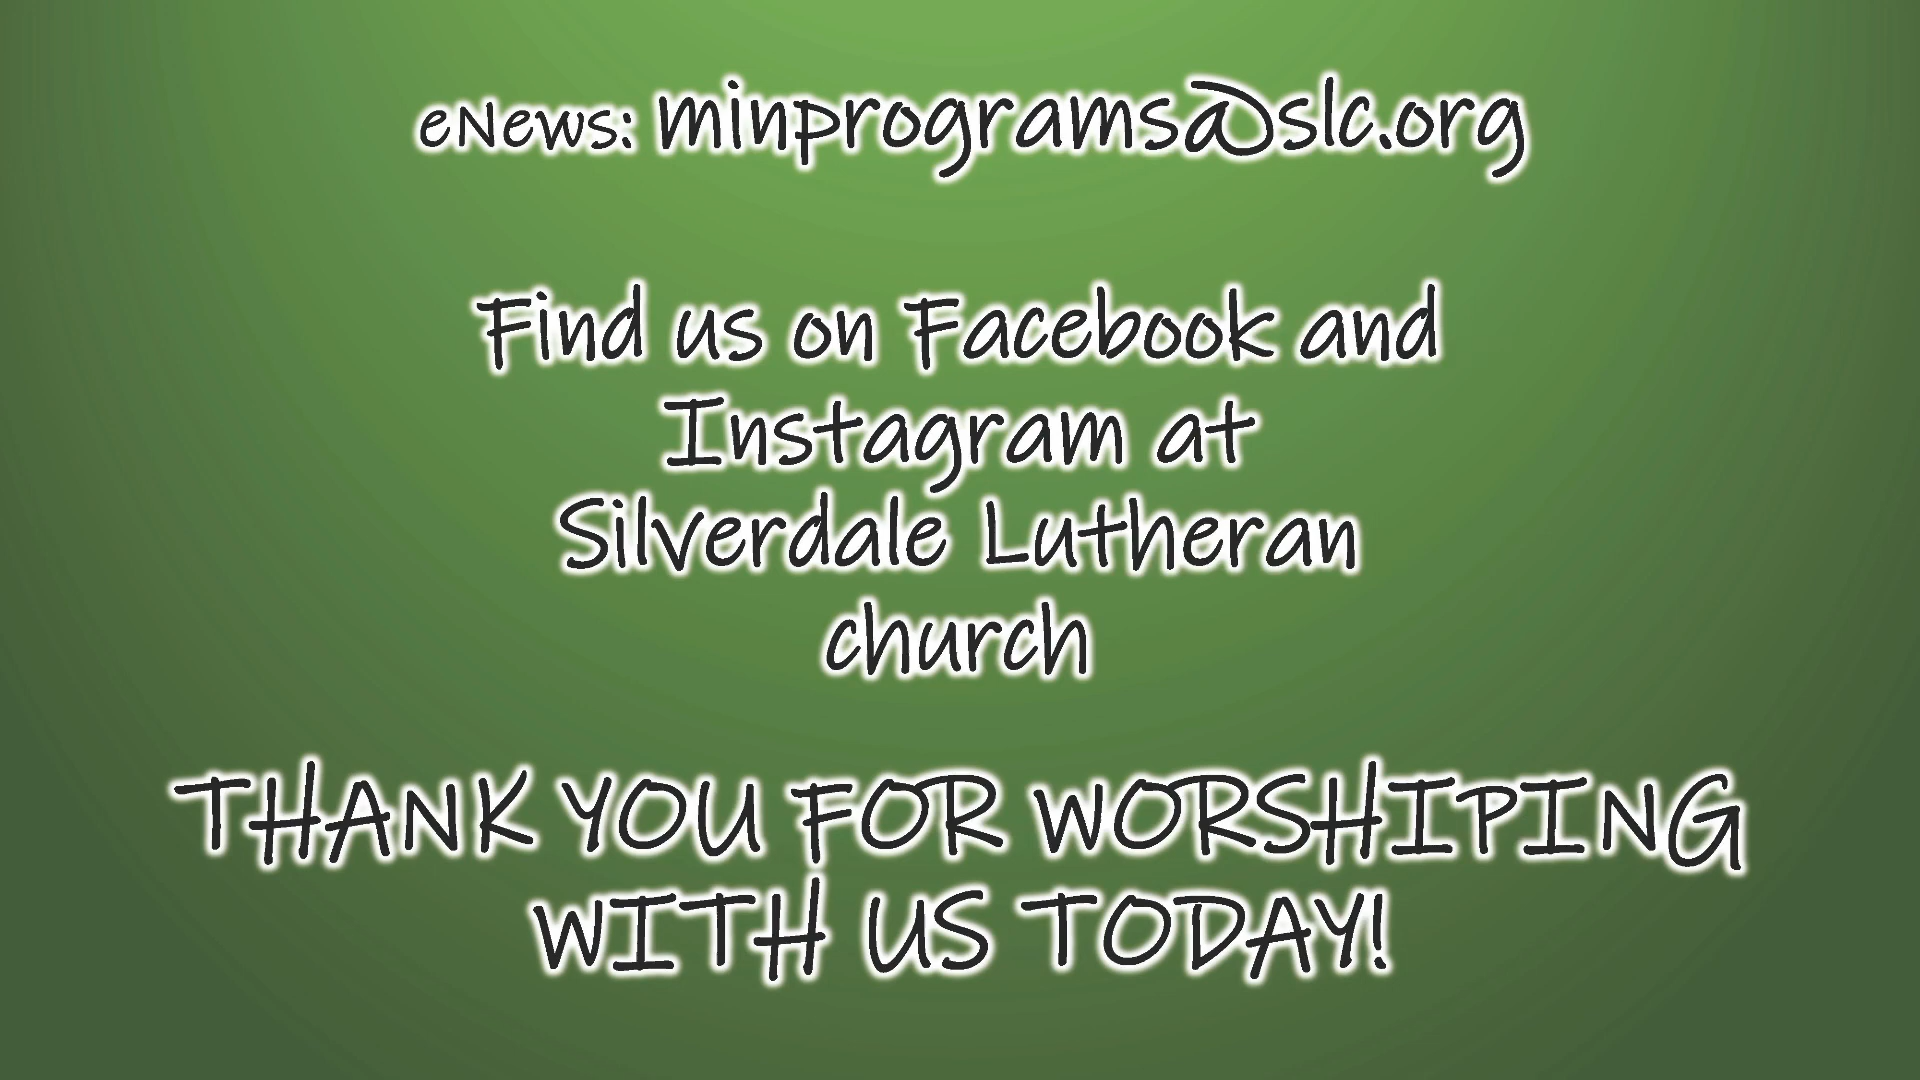 eNews: minprograms@slc.org
Find us on Facebook and
Instagram at
Silverdale Lutheran
church
THANK YOU FOR WORSHIPING
WITH US TODAY!